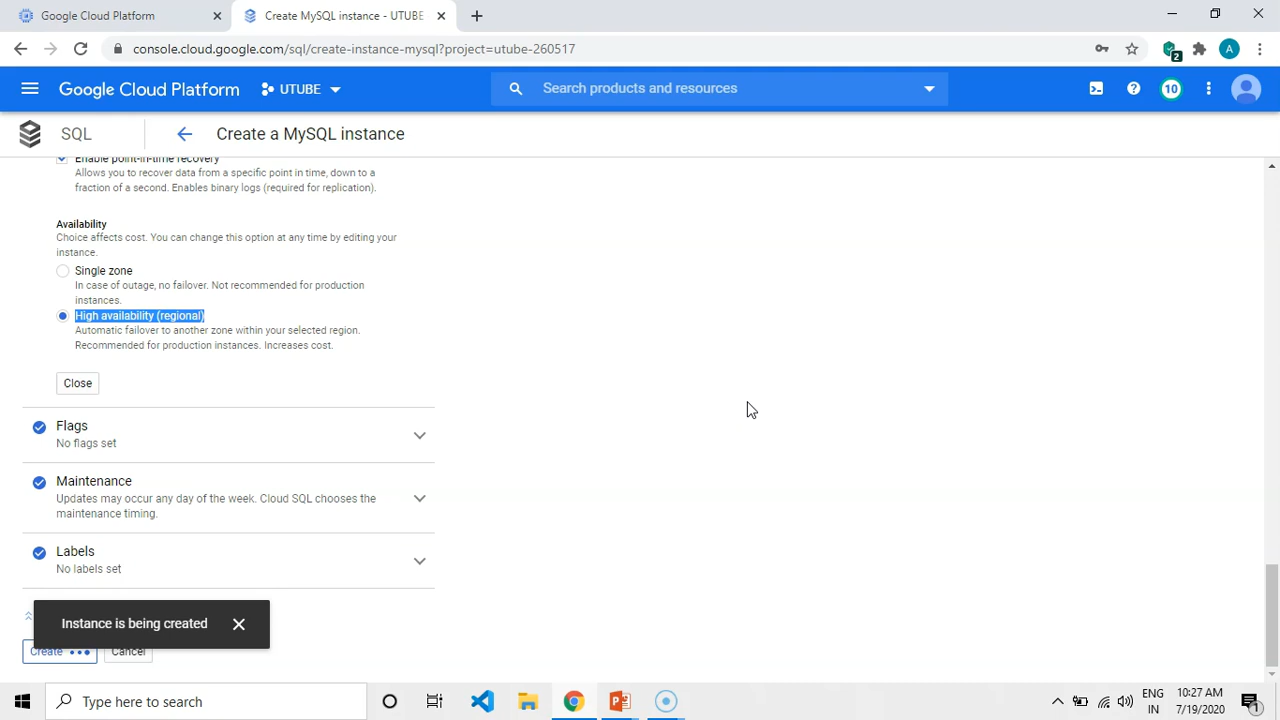 Google Cloud Platform
Create MySQL instance - UTUBE
console.cloud.google.com/sql/create-instance-mysql?project=utube-260517
2
A
Google Cloud Platform
UTUBE
Search products and resources
10
SQL
Create a MySQL instance
Enable point-in-time recovery
Allows you to recover data from a specific point in time, down to a
fraction of a second. Enables binary logs (required for replication).
Availability
Choice affects cost. You can change this option at any time by editing your
instance.
Single zone
In case of outage, no failover. Not recommended for production
instances.
High availability (regional)
Automatic failover to another zone within your selected region.
Recommended for production instances. Increases cost.
Close
Flags
No flags set
Maintenance
Updates may occur any day of the week. Cloud SQL chooses the
maintenance timing.
Labels
No labels set
Instance is being created
Create
Cancel
Type here to search
ENG
IN
10:27 AM
7/19/2020
1